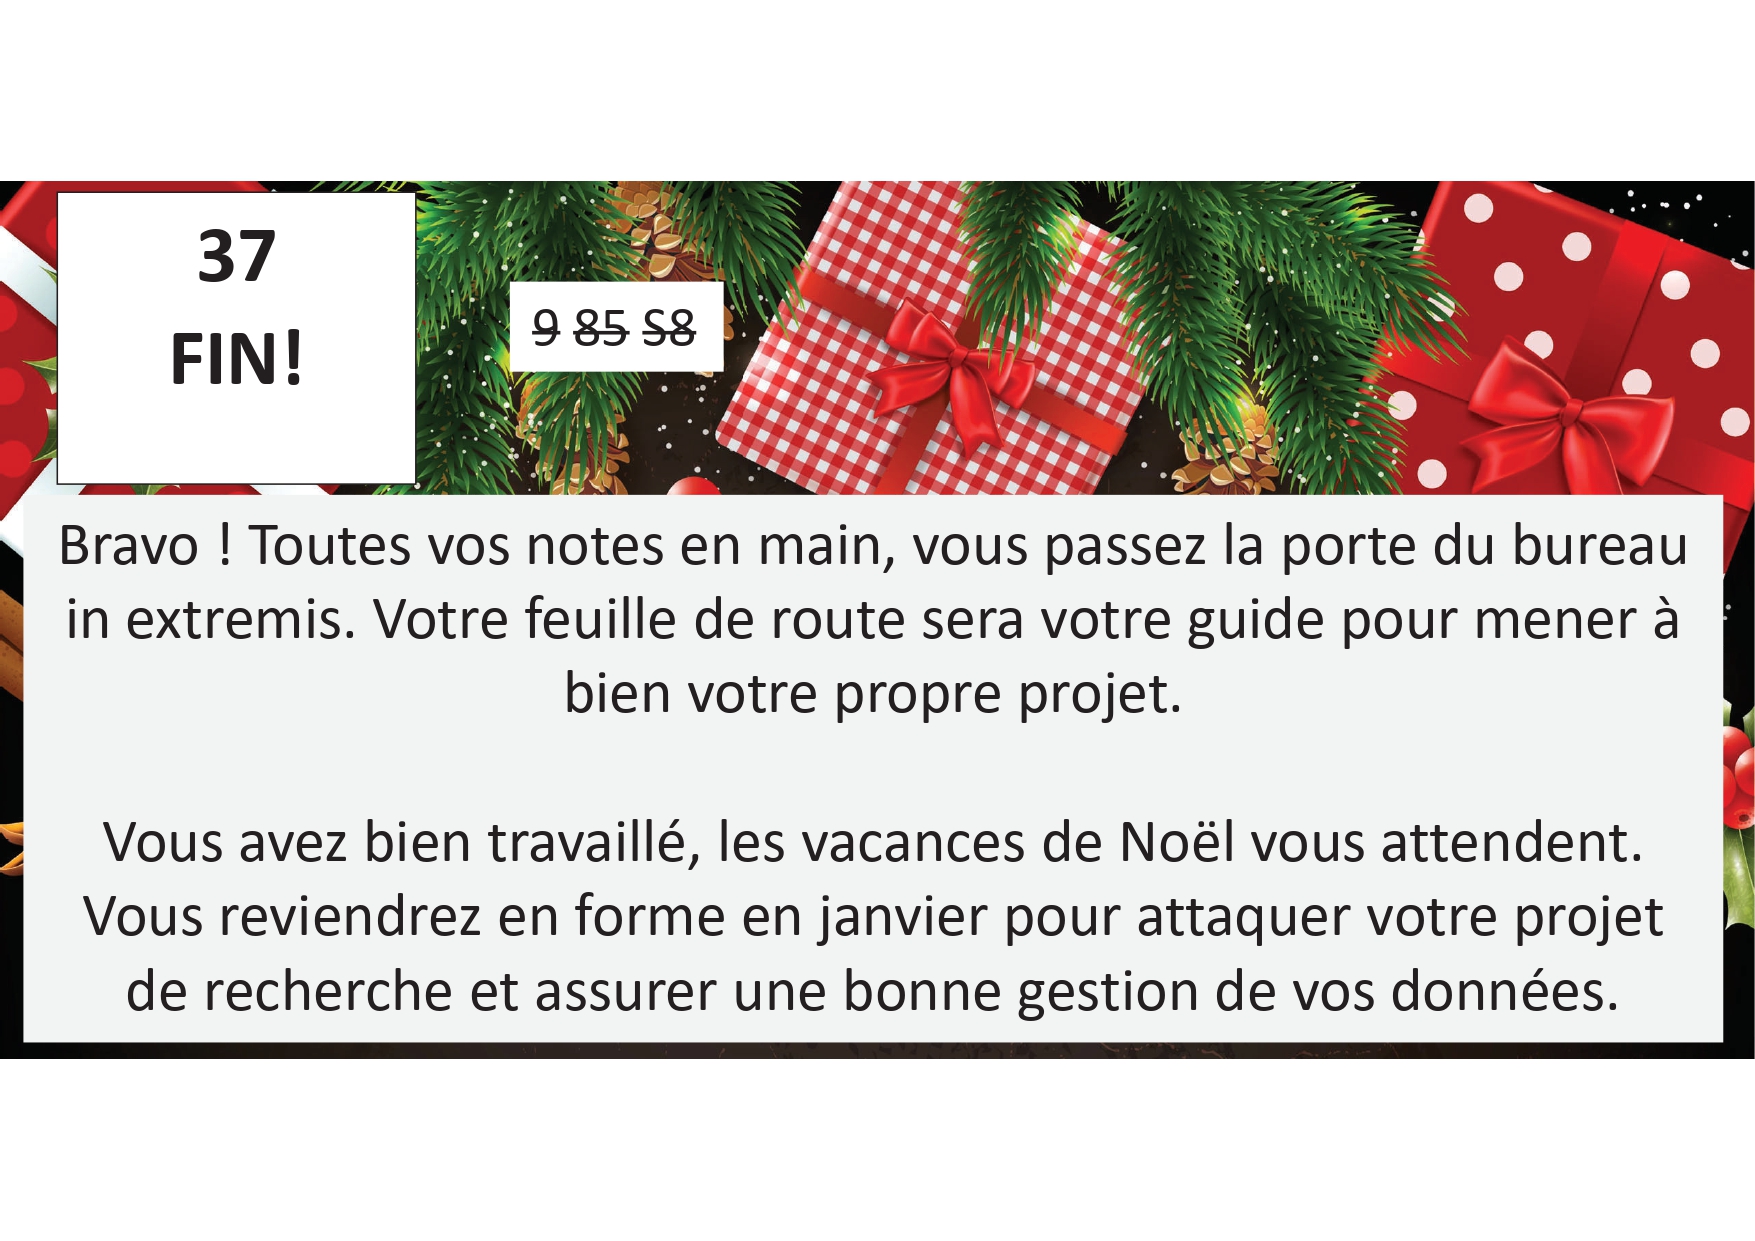 37
FIN!
9 85 S8
Bravo ! Toutes vos notes en main, vous passez la porte du bureau
in extremis. Votre feuille de route sera votre guide pour mener à
bien votre propre projet.
Vous avez bien travaillé, les vacances de Noël vous attendent.
Vous reviendrez en forme en janvier pour attaquer votre projet
de recherche et assurer une bonne gestion de vos données.